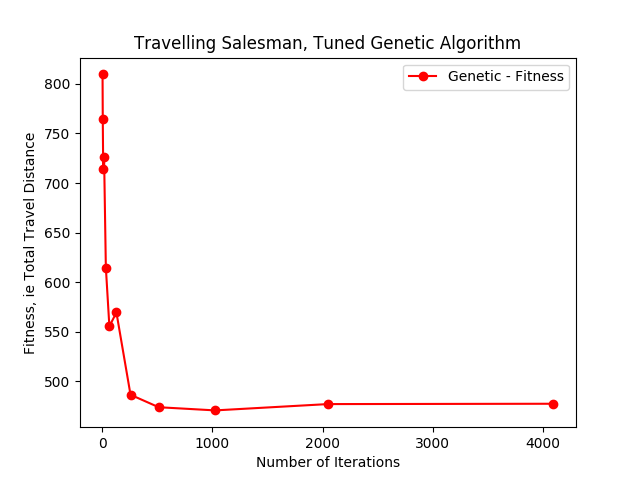 Travelling Salesman, Tuned Genetic Algorithm
Genetic - Fitness
Fitness, ie Total Travel Distance
800
750
700
650
600
550
500
0 1000 2000 3000 4000
Number of Iterations